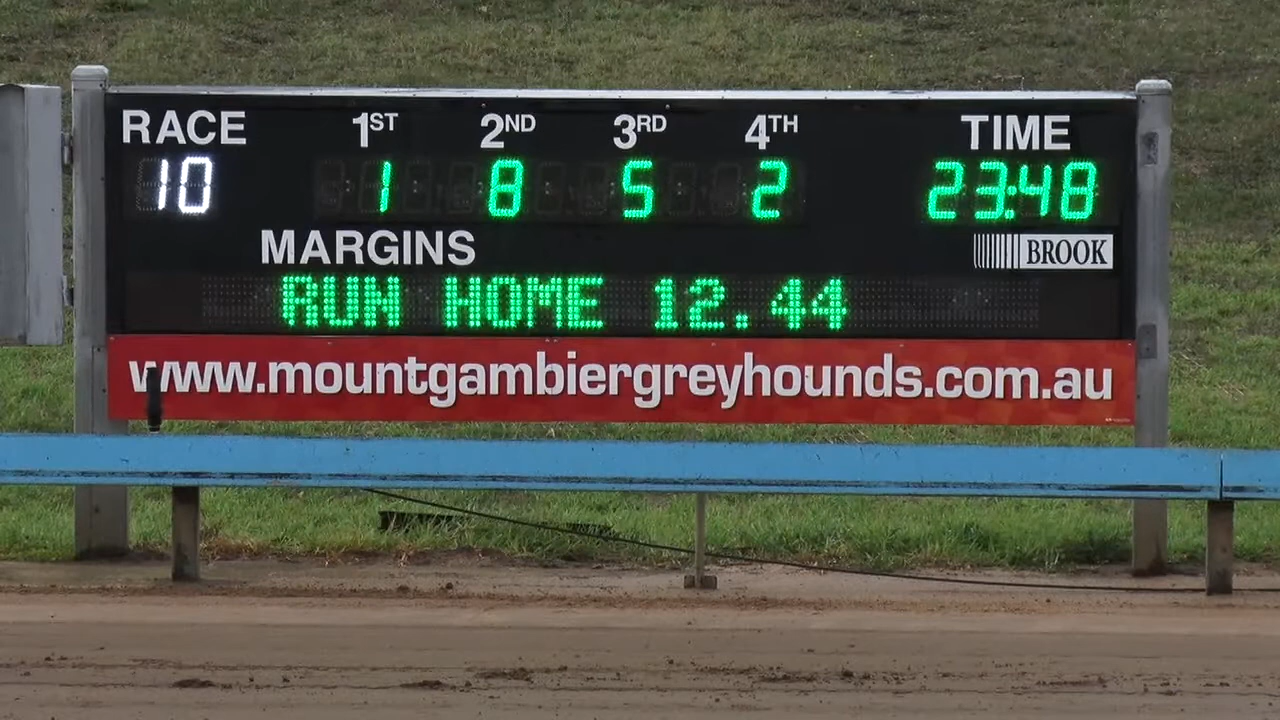 RACE 1ST 2ND 3RD 4TH TIME
10 1 8 5 2 23:48
MARGINS BROOK
RUN HOME 12.44
www.mountgambiergreyhounds.com.au